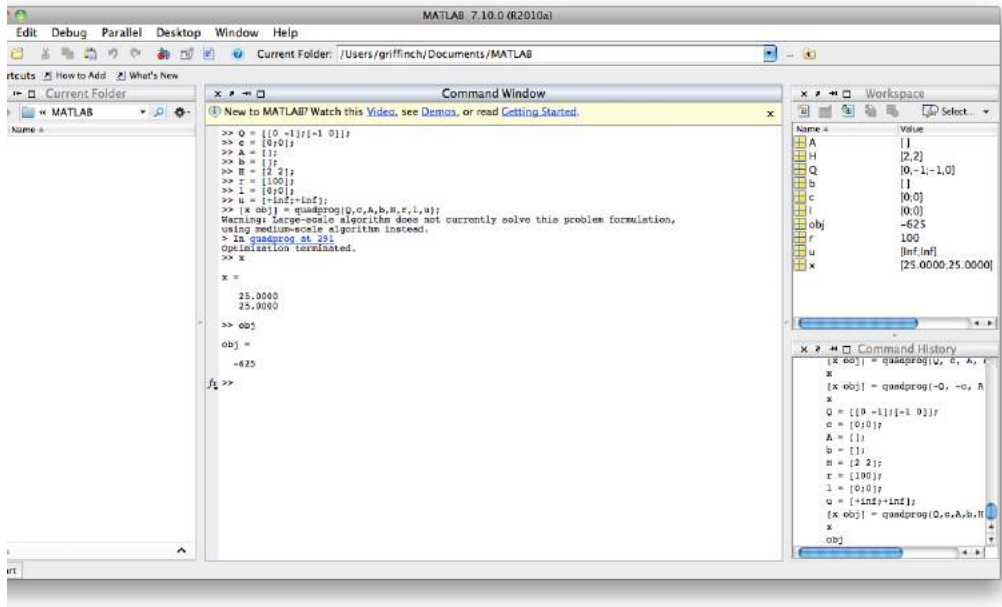 MATLAB 7.10.0 (R2010a)
Edit Debug Parallel Desktop Window Help
Current Folder: /Users/griffinch/Documents/MATLAB
rtcuts How to Add What's New
Current Folder
« MATLAB
Name
Command Window
New to MATLAB? Watch this Video, see Demos, or read Getting Started.
>> Q = [[0 -1];[-1 0]];
>> c = [0;0];
>> A = [];
>> b = [];
>> H = [2 2];
>> r = [100];
>> l = [0;0];
>> u = [+inf;+inf];
>> [x obj] = quadprog(Q,c,A,b,H,r,l,u);
Warning: Large-scale algorithm does not currently solve this problem formulation,
using medium-scale algorithm instead.
> In quadprog at 291
Optimization terminated.
>> x
x =
25.0000
25.0000
>> obj
obj =
-625
fx >>
Workspace
Select...
Name Value
A []
H [2,2]
Q [0,-1;-1,0]
b []
c [0;0]
l [0;0]
obj -625
r 100
u [Inf;Inf]
x [25.0000;25.0000]
Command History
[x obj] = quadprog(Q, c, A,
x
[x obj] = quadprog(-Q, -c, A
x
Q = [[0 -1];[-1 0]];
c = [0;0];
A = [];
b = [];
H = [2 2];
r = [100];
l = [0;0];
u = [+inf;+inf];
[x obj] = quadprog(Q,c,A,b,H
x
obj
art